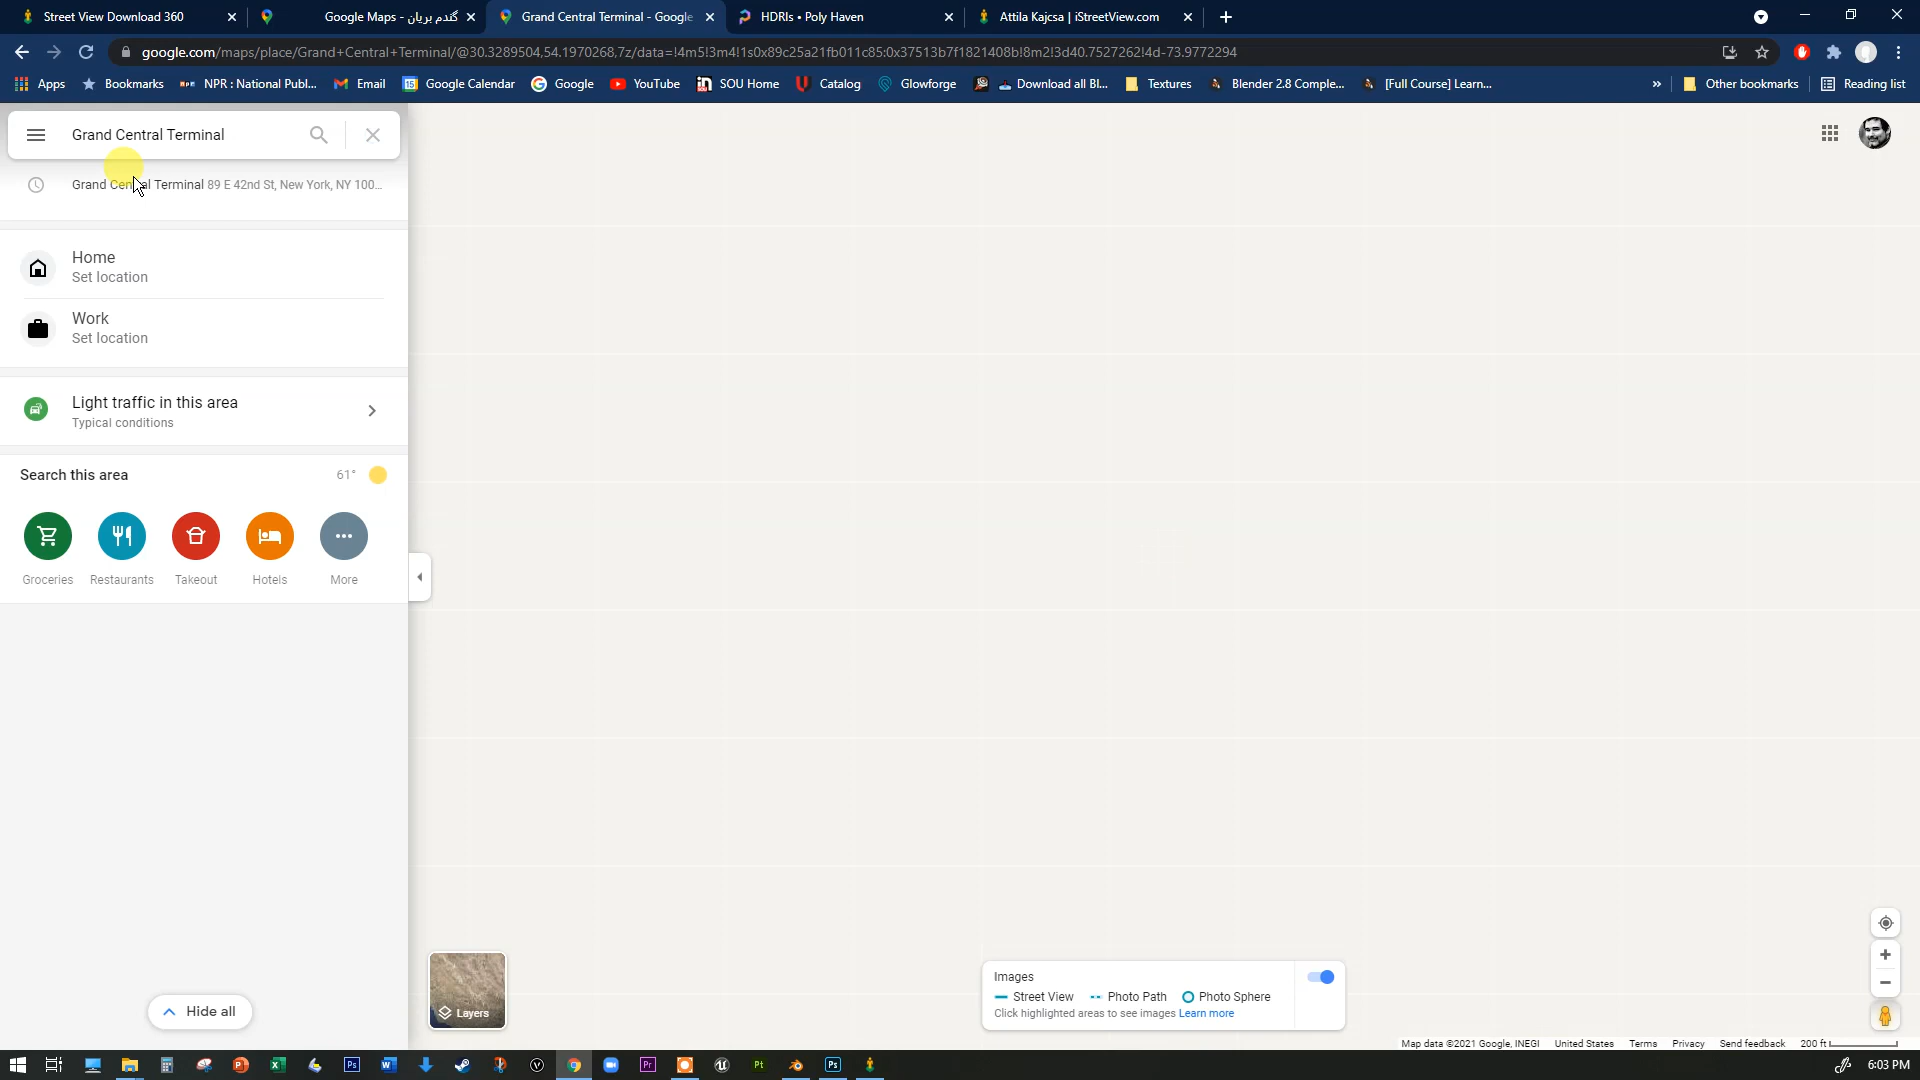 Street View Download 360
Google Maps - گندم بریان
Grand Central Terminal - Google
HDRIs • Poly Haven
Attila Kajcsa | iStreetView.com
google.com/maps/place/Grand+Central+Terminal/@30.3289504,54.1970268,7z/data=!4m5!3m4!1s0x89c25a21fb011c85:0x37513b7f1821408b!8m2!3d40.7527262!4d-73.9772294
Apps
Bookmarks
NPR : National Publ...
Email
Google Calendar
Google
YouTube
SOU Home
Catalog
Glowforge
Download all Bl...
Textures
Blender 2.8 Comple...
[Full Course] Learn...
»
Other bookmarks
Reading list
Grand Central Terminal
Grand Central Terminal 89 E 42nd St, New York, NY 100...
Home
Set location
Work
Set location
Light traffic in this area
Typical conditions
Search this area
61°
Groceries
Restaurants
Takeout
Hotels
More
Hide all
Layers
Images
Street View
Photo Path
Photo Sphere
Click highlighted areas to see images Learn more
Map data ©2021 Google, INEGI
United States
Terms
Privacy
Send feedback
200 ft
6:03 PM